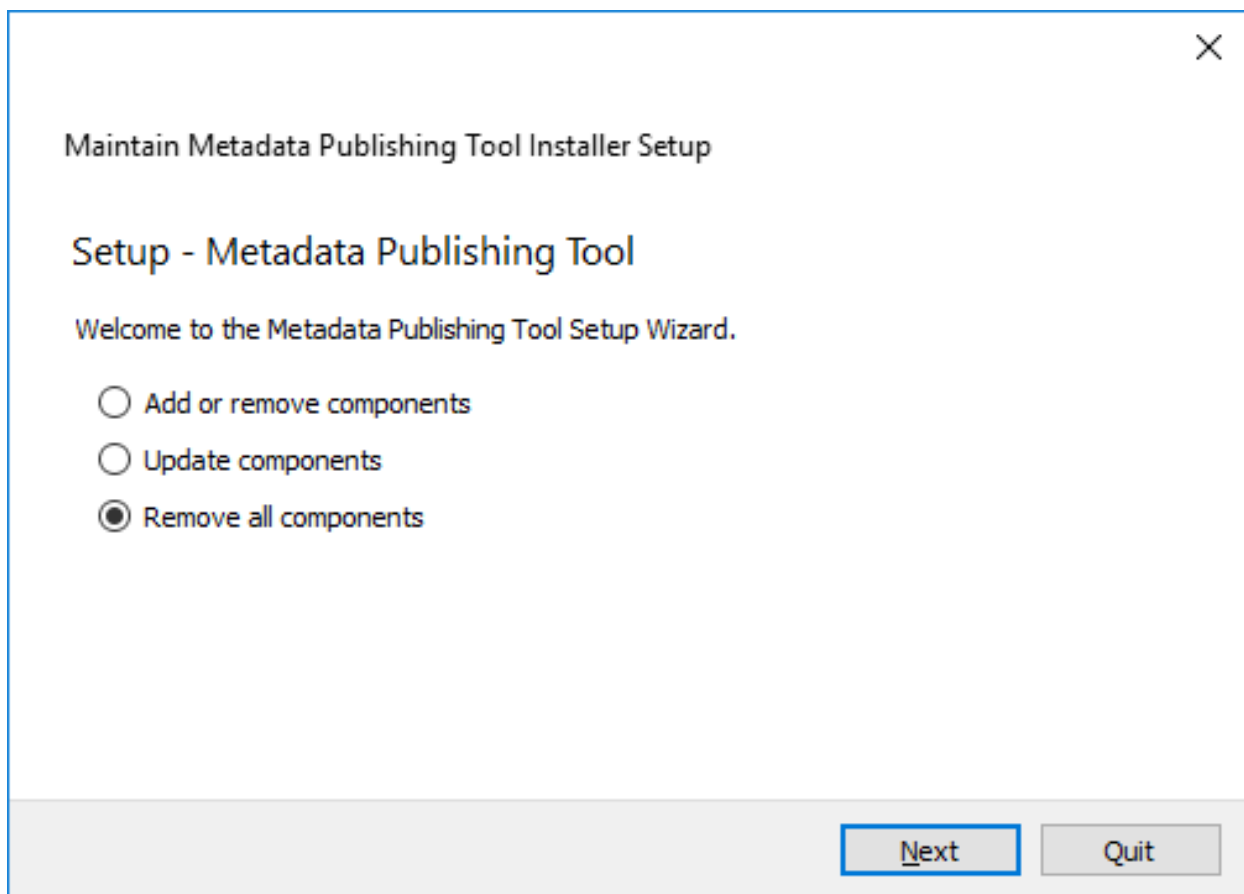 Maintain Metadata Publishing Tool Installer Setup
Setup - Metadata Publishing Tool
Welcome to the Metadata Publishing Tool Setup Wizard.
Add or remove components
Update components
Remove all components
Next
Quit